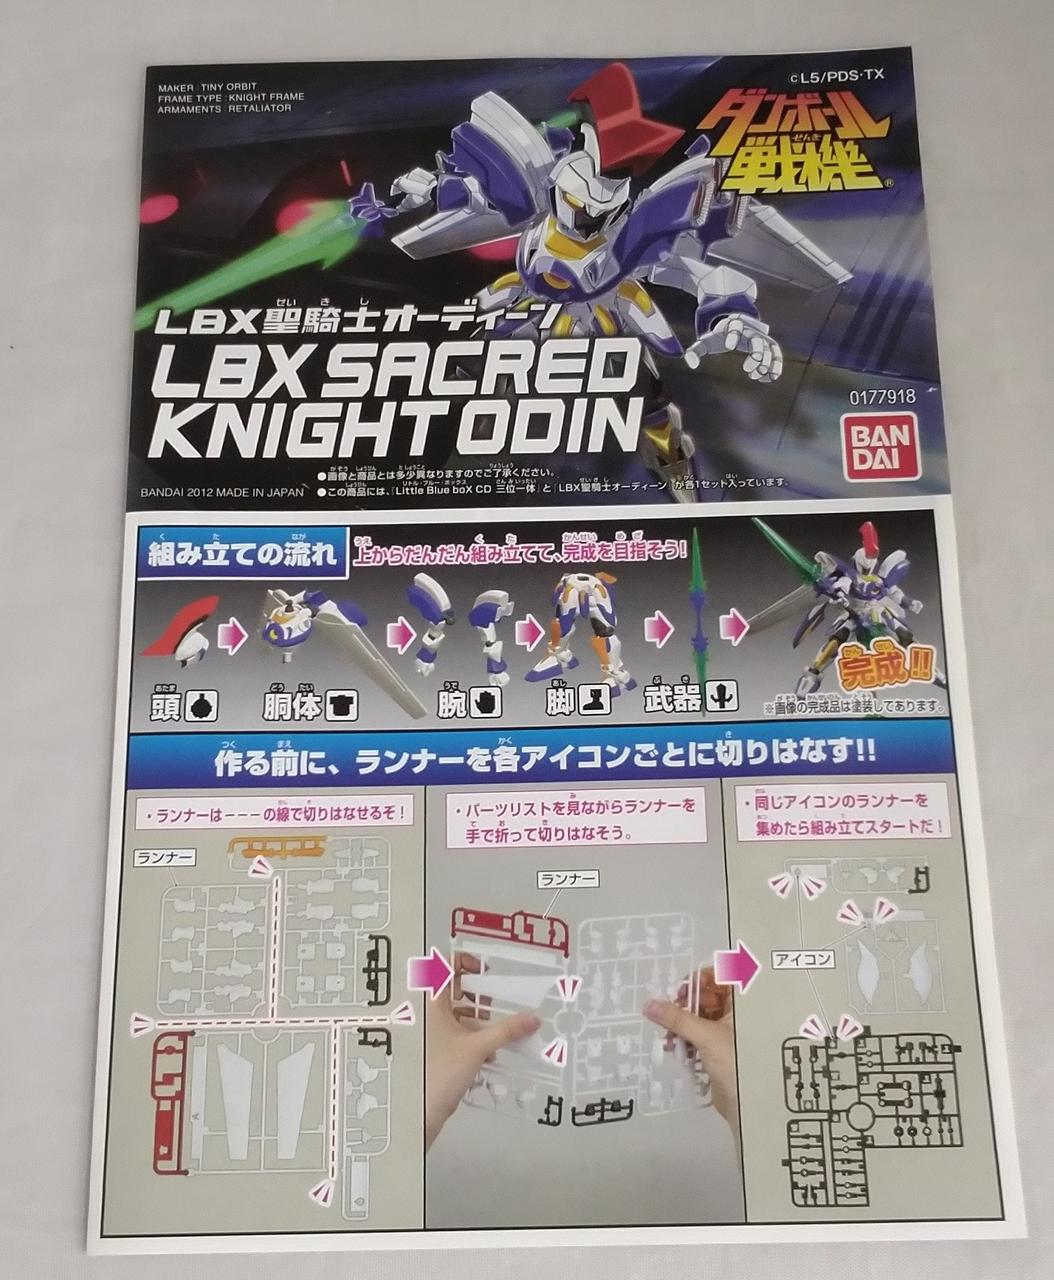 MAKER : TINY ORBIT
FRAME TYPE : KNIGHT FRAME
ARMAMENTS : RETALIATOR
©L5/PDS・TX
ダンボール
せんき
戦機®
せいきし
LBX聖騎士オーディーン
LBX SACRED
KNIGHT ODIN
0177918
BAN
DAI
BANDAI 2012 MADE IN JAPAN
●画像と商品とは多少異なりますのでご了承ください。
●この商品には、「Little Blue boX CD 三位一体」と「LBX聖騎士オーディーン」が各1セット入っています。
組み立ての流れ
上からだんだん組み立てて、完成を目指そう!
頭
胴体
腕
脚
武器
完成!!
※画像の完成品は塗装してあります。
作る前に、ランナーを各アイコンごとに切りはなす!!
・ランナーは−−−の線で切りはなせるぞ!
ランナー
・パーツリストを見ながらランナーを
手で折って切りはなそう。
ランナー
・同じアイコンのランナーを
集めたら組み立てスタートだ!
アイコン